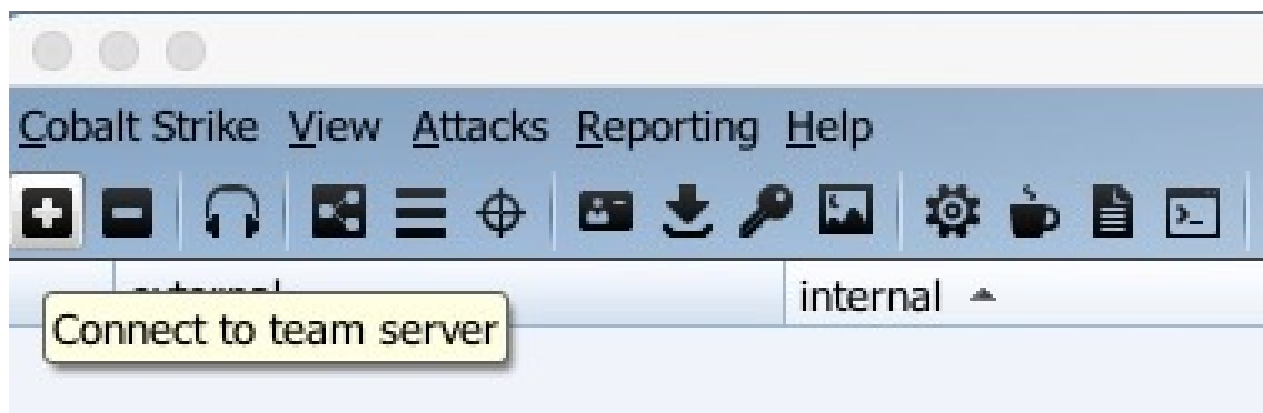 Cobalt Strike View Attacks Reporting Help
internal
Connect to team server